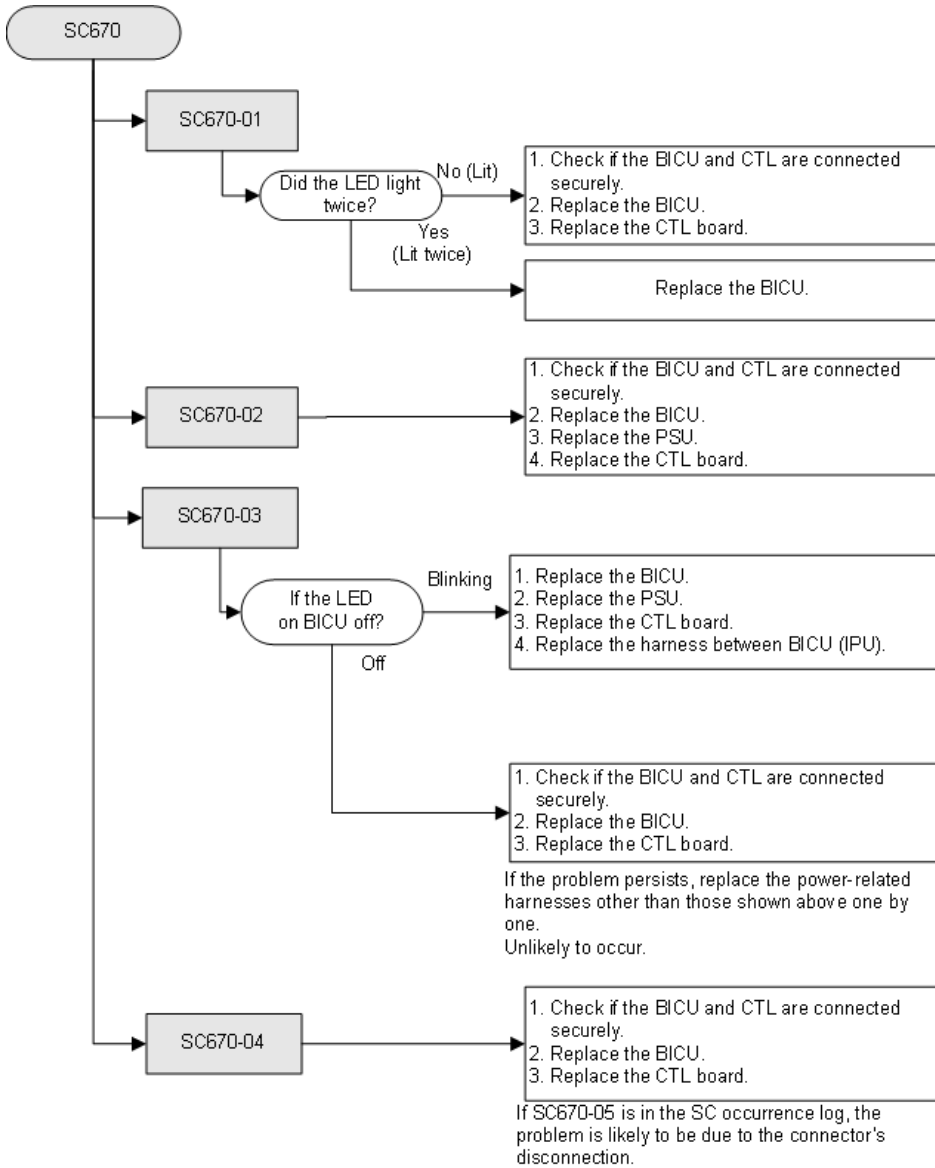 SC670
SC670-01
Did the LED light
twice?
No (Lit)
Yes
(Lit twice)
1. Check if the BICU and CTL are connected
securely.
2. Replace the BICU.
3. Replace the CTL board.
Replace the BICU.
SC670-02
1. Check if the BICU and CTL are connected
securely.
2. Replace the BICU.
3. Replace the PSU.
4. Replace the CTL board.
SC670-03
If the LED
on BICU off?
Blinking
Off
1. Replace the BICU.
2. Replace the PSU.
3. Replace the CTL board.
4. Replace the harness between BICU (IPU).
1. Check if the BICU and CTL are connected
securely.
2. Replace the BICU.
3. Replace the CTL board.
If the problem persists, replace the power-related
harnesses other than those shown above one by
one.
Unlikely to occur.
SC670-04
1. Check if the BICU and CTL are connected
securely.
2. Replace the BICU.
3. Replace the CTL board.
If SC670-05 is in the SC occurrence log, the
problem is likely to be due to the connector's
disconnection.